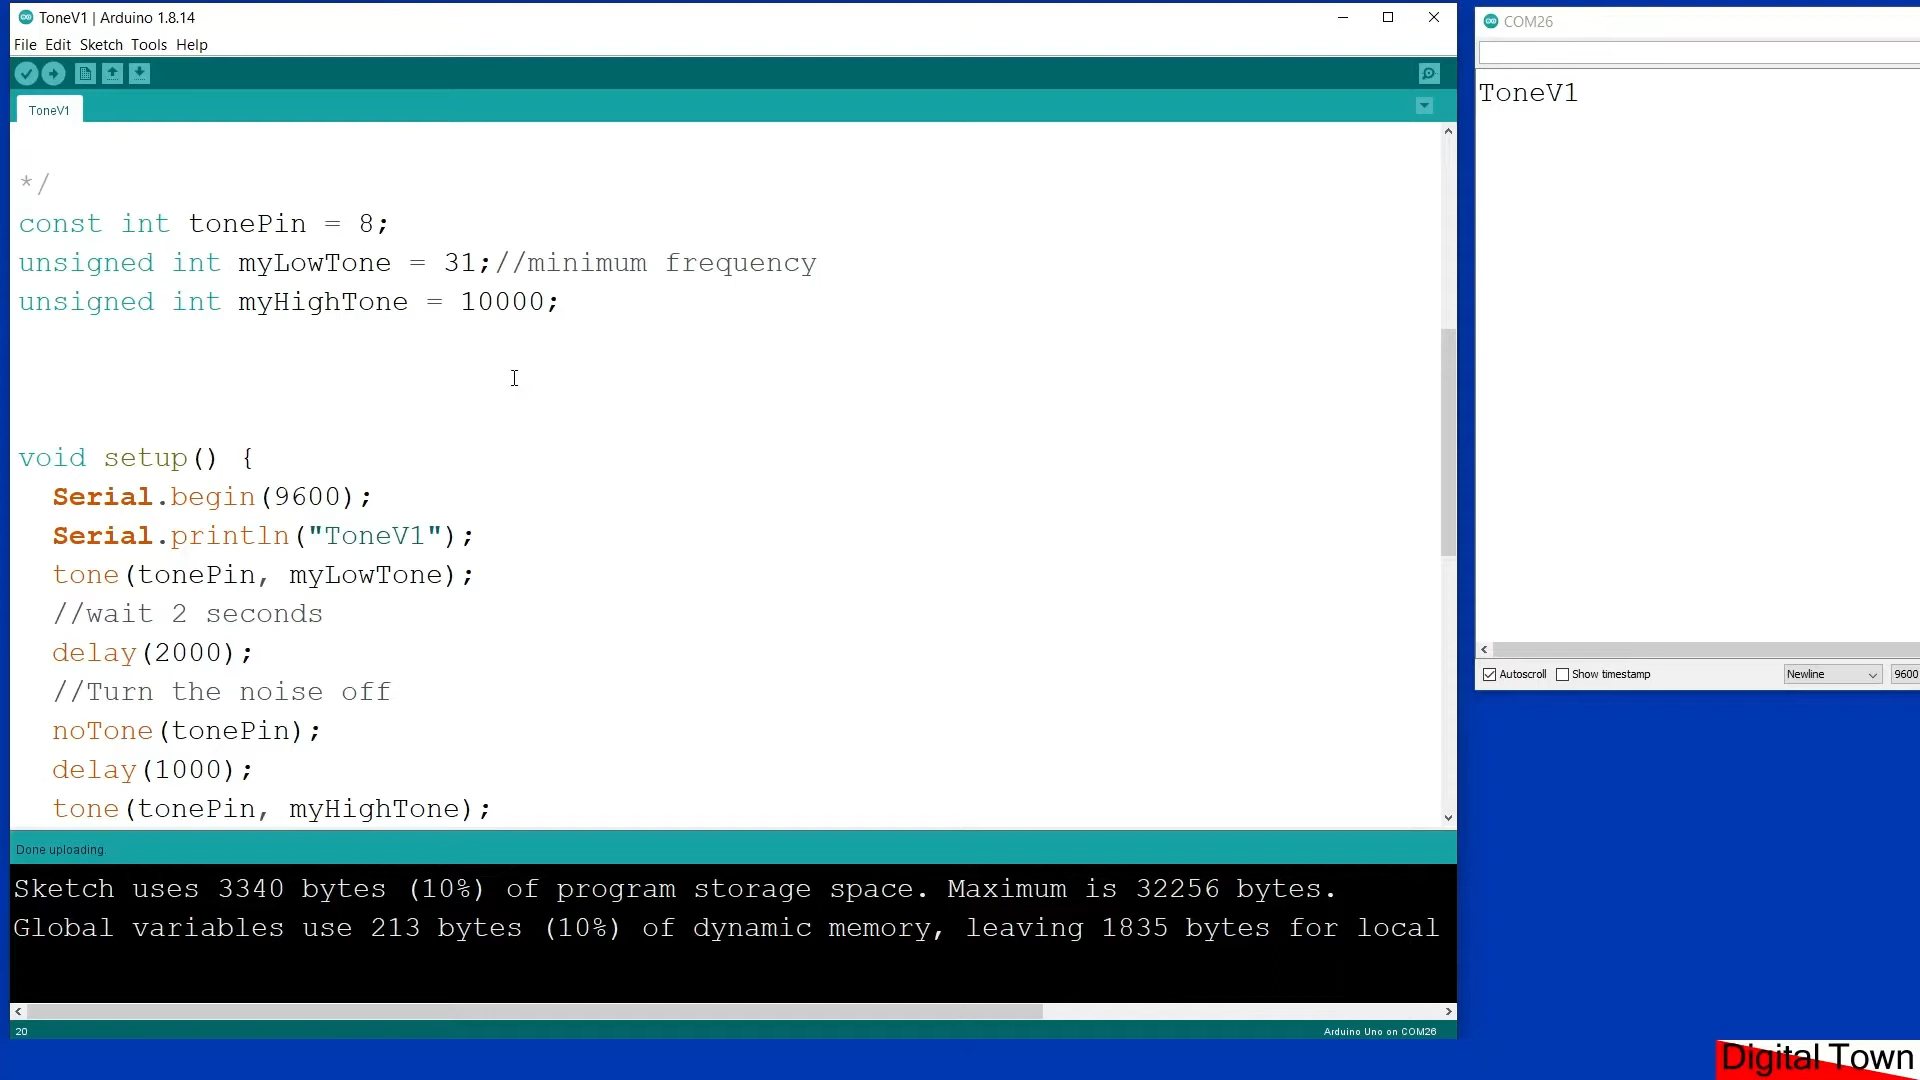 ToneV1 | Arduino 1.8.14
File Edit Sketch Tools Help
ToneV1
*/
const int tonePin = 8;
unsigned int myLowTone = 31;//minimum frequency
unsigned int myHighTone = 10000;
void setup() {
Serial.begin(9600);
Serial.println("ToneV1");
tone(tonePin, myLowTone);
//wait 2 seconds
delay(2000);
//Turn the noise off
noTone(tonePin);
delay(1000);
tone(tonePin, myHighTone);
Done uploading.
Sketch uses 3340 bytes (10%) of program storage space. Maximum is 32256 bytes.
Global variables use 213 bytes (10%) of dynamic memory, leaving 1835 bytes for local
20
Arduino Uno on COM26
COM26
ToneV1
Autoscroll Show timestamp Newline 9600
Digital Town